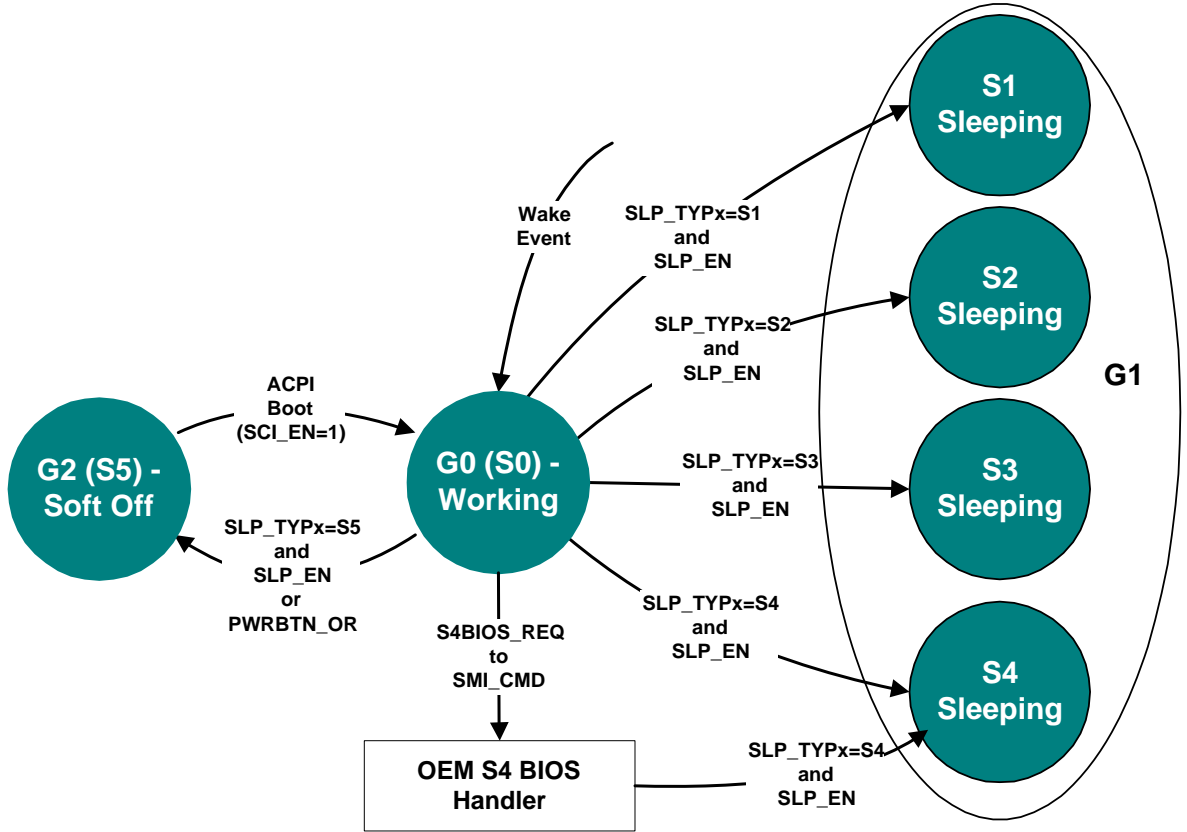 S1
Sleeping
Wake
Event
SLP_TYPx=S1
and
SLP_EN
S2
Sleeping
SLP_TYPx=S2
and
SLP_EN
G1
ACPI
Boot
(SCI_EN=1)
G2 (S5) -
Soft Off
G0 (S0) -
Working
SLP_TYPx=S3
and
SLP_EN
S3
Sleeping
SLP_TYPx=S5
and
SLP_EN
or
PWRBTN_OR
S4BIOS_REQ
to
SMI_CMD
SLP_TYPx=S4
and
SLP_EN
S4
Sleeping
OEM S4 BIOS
Handler
SLP_TYPx=S4
and
SLP_EN